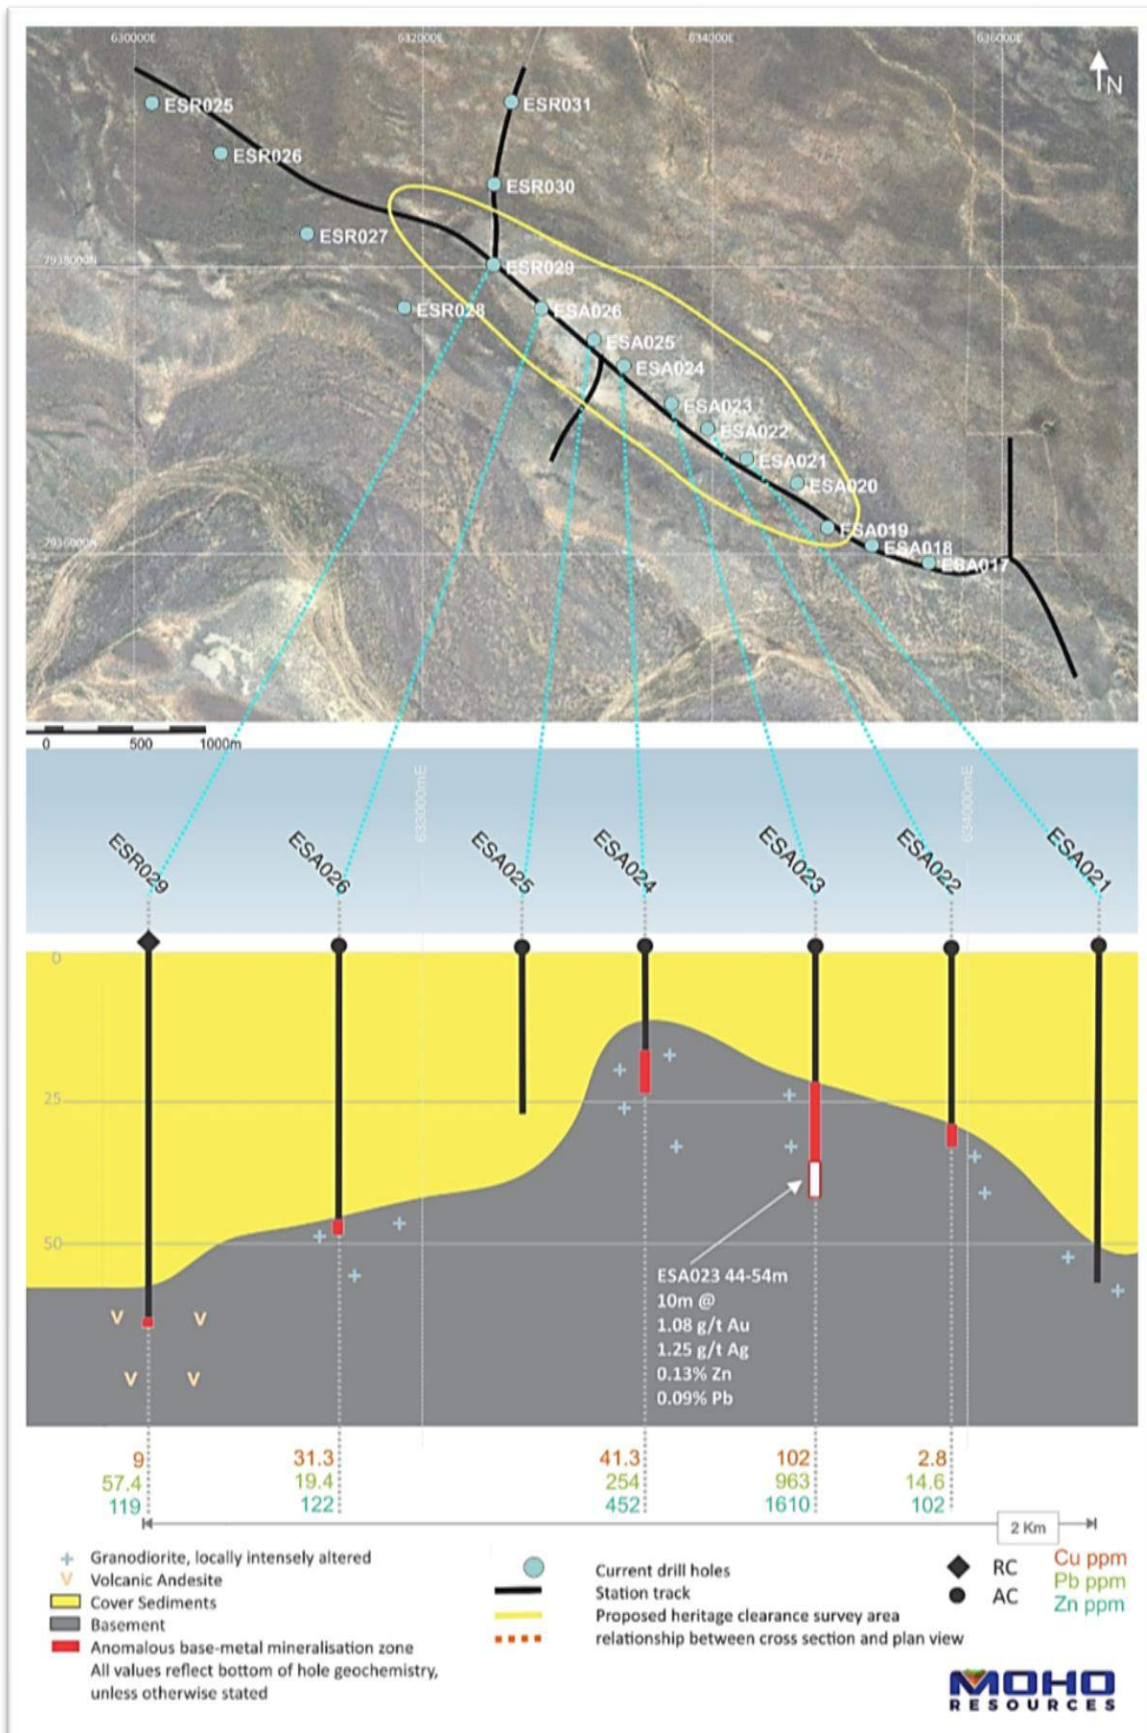 630000E
632000E
634000E
636000E
N
ESR025
ESR031
ESR026
ESR030
ESR027
7938000N
ESR029
ESR028
ESA026
ESA025
ESA024
ESA023
ESA022
ESA021
ESA020
ESA019
7936000N
ESA018
ESA017
0
500
1000m
633000mE
634000mE
ESR029
ESA026
ESA025
ESA024
ESA023
ESA022
ESA021
0
25
50
ESA023 44-54m
10m @
1.08 g/t Au
1.25 g/t Ag
0.13% Zn
0.09% Pb
V V
V V
9 31.3 41.3 102 2.8
57.4 19.4 254 963 14.6
119 122 452 1610 102
2 Km
Granodiorite, locally intensely altered
V Volcanic Andesite
Cover Sediments
Basement
Anomalous base-metal mineralisation zone
All values reflect bottom of hole geochemistry,
unless otherwise stated
Current drill holes
Station track
Proposed heritage clearance survey area
relationship between cross section and plan view
RC
AC
Cu ppm
Pb ppm
Zn ppm
MOHO
RESOURCES